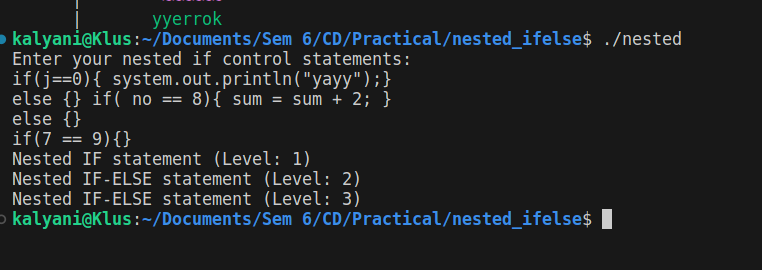 yyerrok
kalyani@Klus:~/Documents/Sem 6/CD/Practical/nested_ifelse$ ./nested
Enter your nested if control statements:
if(j==0){ system.out.println("yayy");}
else {} if( no == 8){ sum = sum + 2; }
else {}
if(7 == 9){}
Nested IF statement (Level: 1)
Nested IF-ELSE statement (Level: 2)
Nested IF-ELSE statement (Level: 3)
kalyani@Klus:~/Documents/Sem 6/CD/Practical/nested_ifelse$